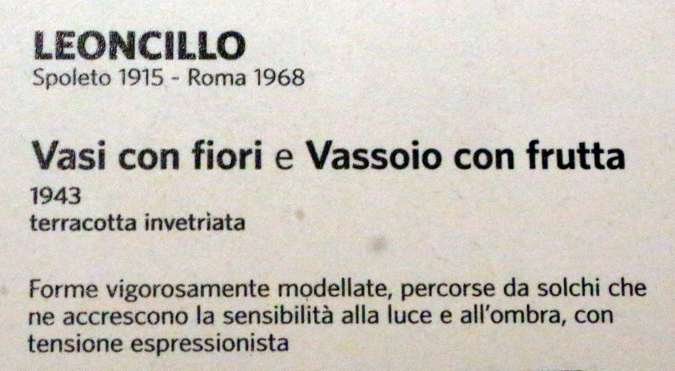 LEONCILLO
Spoleto 1915 - Roma 1968
Vasi con fiori e Vassoio con frutta
1943
terracotta invetriata
Forme vigorosamente modellate, percorse da solchi che
ne accrescono la sensibilità alla luce e all'ombra, con
tensione espressionista